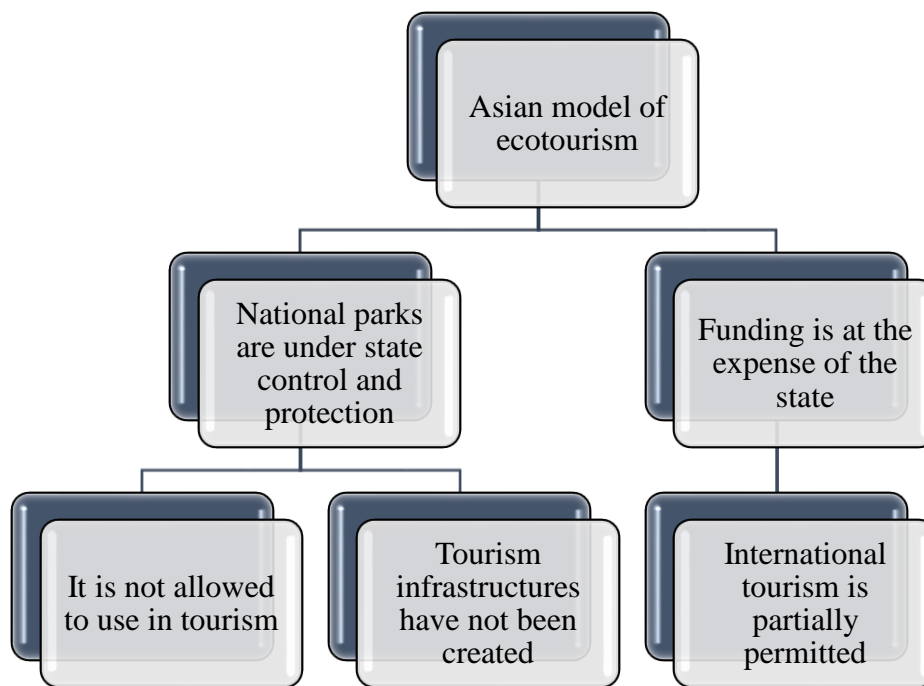 Asian model of
ecotourism
National parks
are under state
control and
protection
Funding is at the
expense of the
state
It is not allowed
to use in tourism
Tourism
infrastructures
have not been
created
International
tourism is
partially
permitted